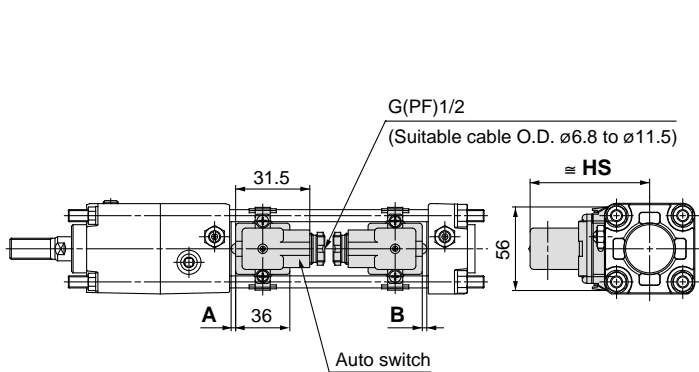 G(PF)1/2
(Suitable cable O.D. ø6.8 to ø11.5)
31.5
≅ HS
56
A
36
B
Auto switch